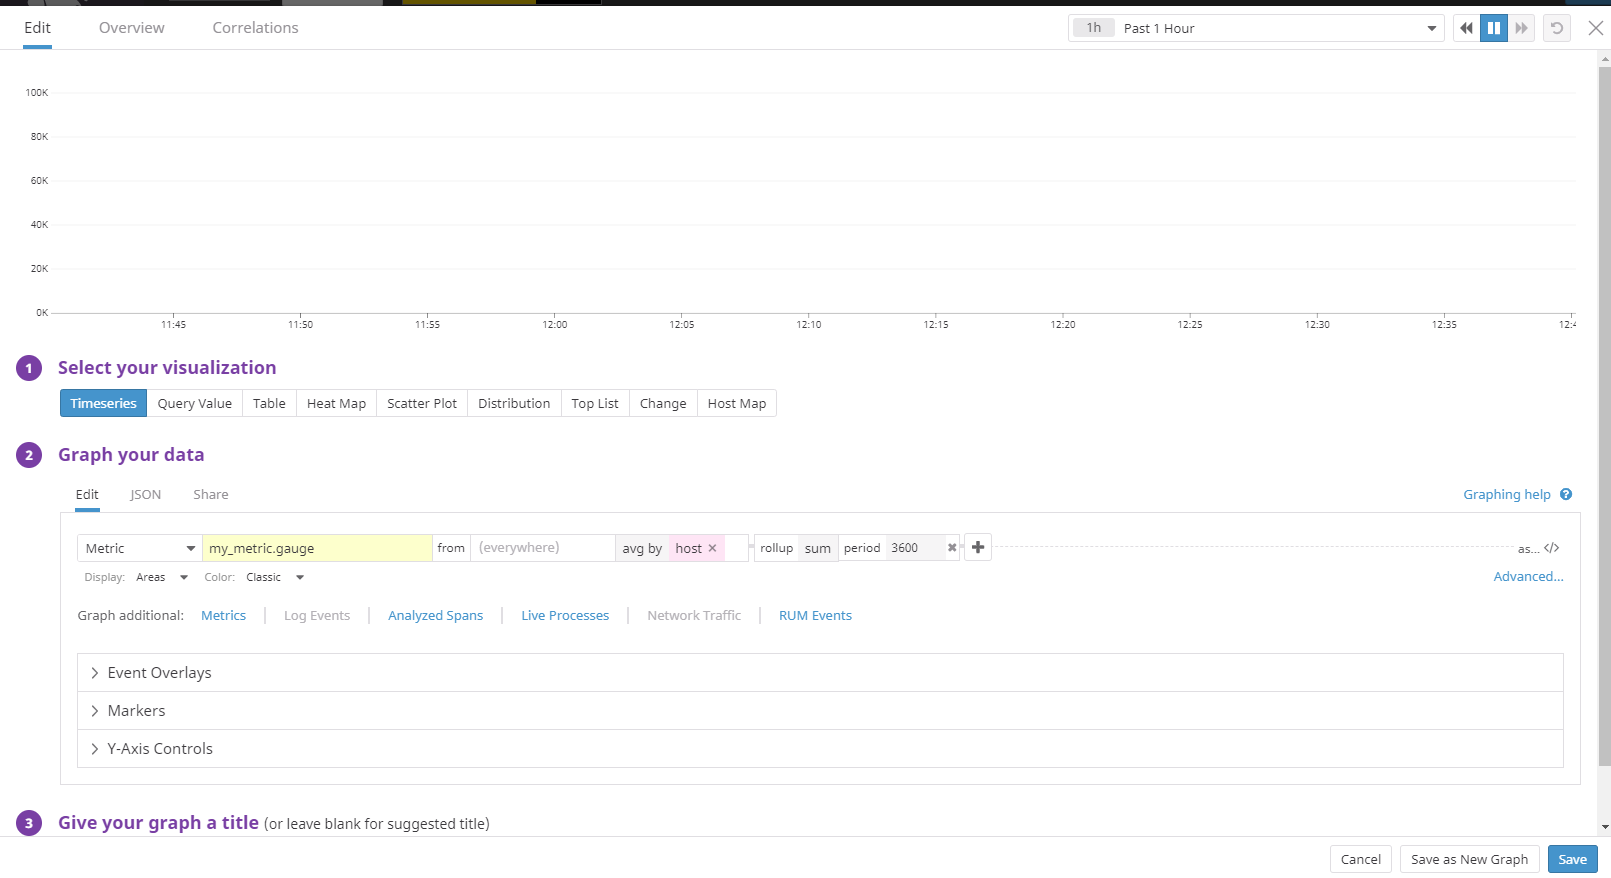 Edit Overview Correlations 1h Past 1 Hour
100K
80K
60K
40K
20K
0K
11:45 11:50 11:55 12:00 12:05 12:10 12:15 12:20 12:25 12:30 12:35 12:4
1 Select your visualization
Timeseries Query Value Table Heat Map Scatter Plot Distribution Top List Change Host Map
2 Graph your data
Edit JSON Share Graphing help ?
Metric my_metric.gauge from (everywhere) avg by host × rollup sum period 3600 ✖ + as... </>
Display: Areas Color: Classic Advanced...
Graph additional: Metrics | Log Events | Analyzed Spans | Live Processes | Network Traffic | RUM Events
Event Overlays
Markers
Y-Axis Controls
3 Give your graph a title (or leave blank for suggested title)
Cancel Save as New Graph Save